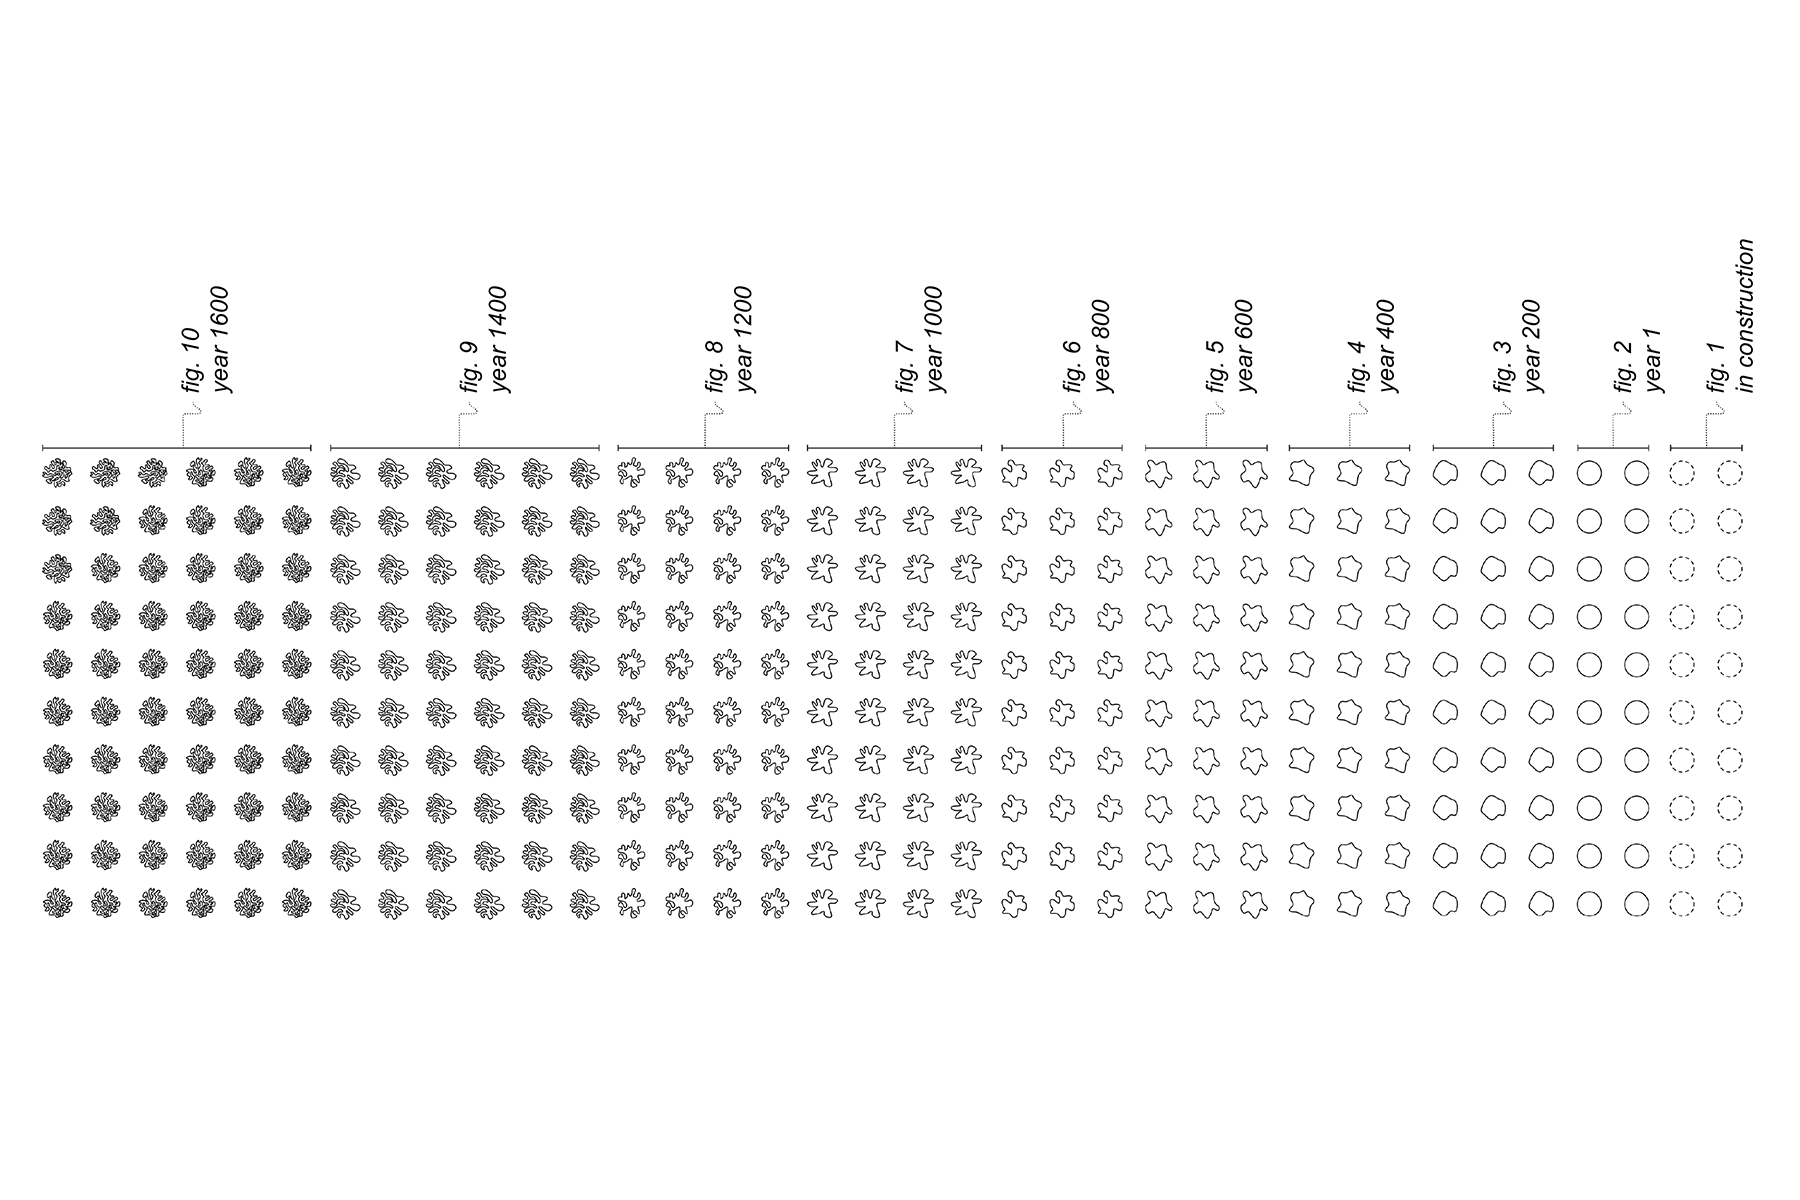 fig. 10
year 1600
fig. 9
year 1400
fig. 8
year 1200
fig. 7
year 1000
fig. 6
year 800
fig. 5
year 600
fig. 4
year 400
fig. 3
year 200
fig. 2
year 1
fig. 1
in construction